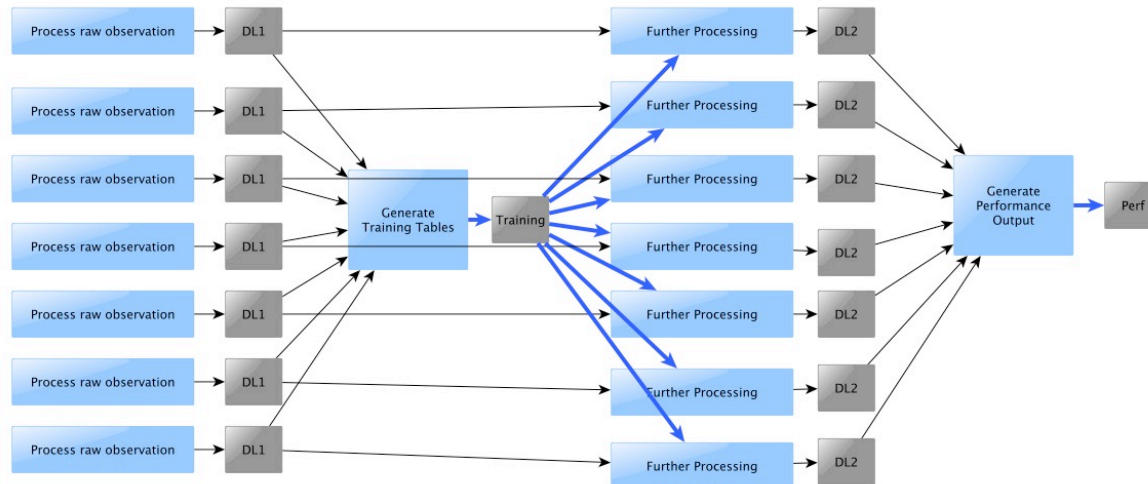 Process raw observation
DL1
Further Processing
DL2
Process raw observation
DL1
Further Processing
DL2
Process raw observation
DL1
Further Processing
DL2
Generate
Training Tables
Training
Generate
Performance
Output
Perf
Process raw observation
DL1
Further Processing
DL2
Process raw observation
DL1
Further Processing
DL2
Process raw observation
DL1
Further Processing
DL2
Process raw observation
DL1
Further Processing
DL2